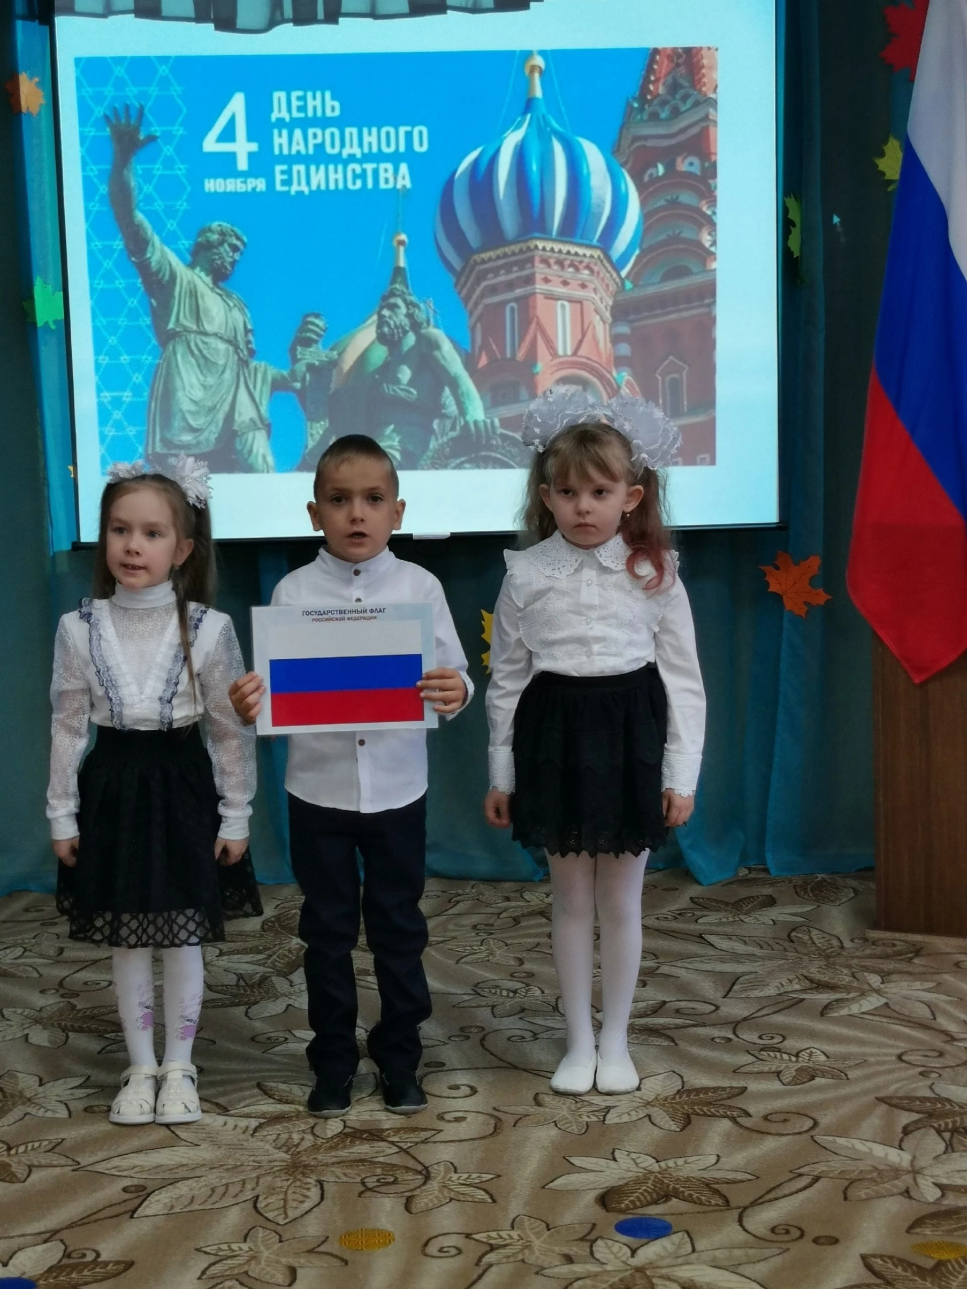 4
НОЯБРЯ
ДЕНЬ
НАРОДНОГО
ЕДИНСТВА
ГОСУДАРСТВЕННЫЙ ФЛАГ
РОССИЙСКОЙ ФЕДЕРАЦИИ